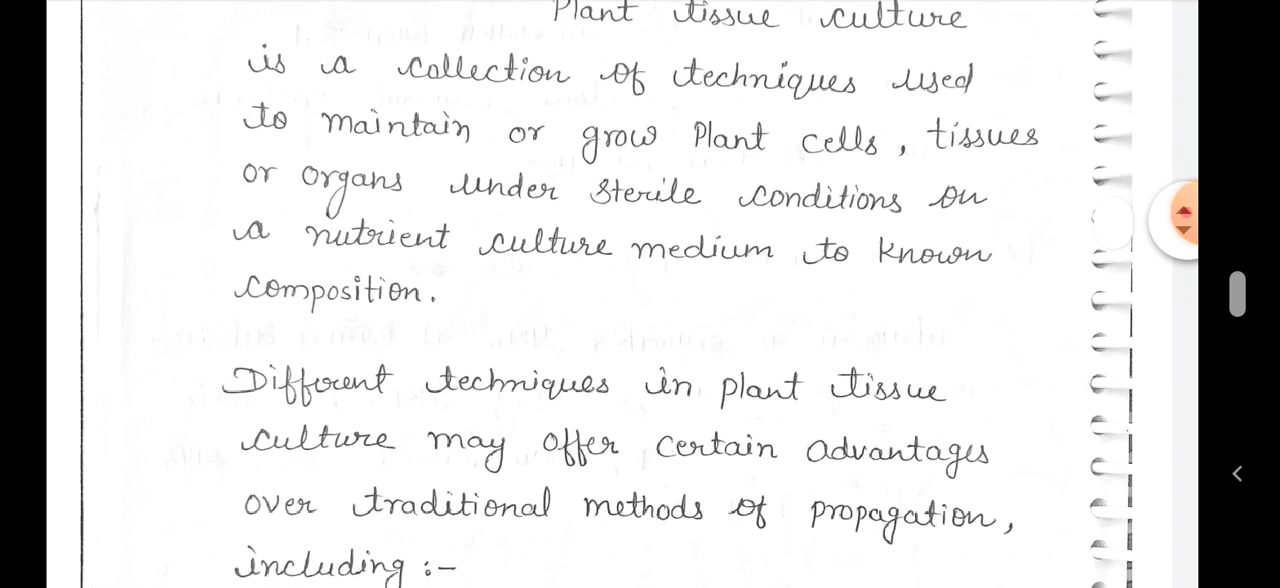 Plant tissue culture
is a collection of techniques used
to maintain or grow Plant cells, tissues
or organs under sterile conditions on
a nutrient culture medium to known
composition.
Different techniques in plant tissue
culture may offer certain advantages
over traditional methods of propagation,
including :-